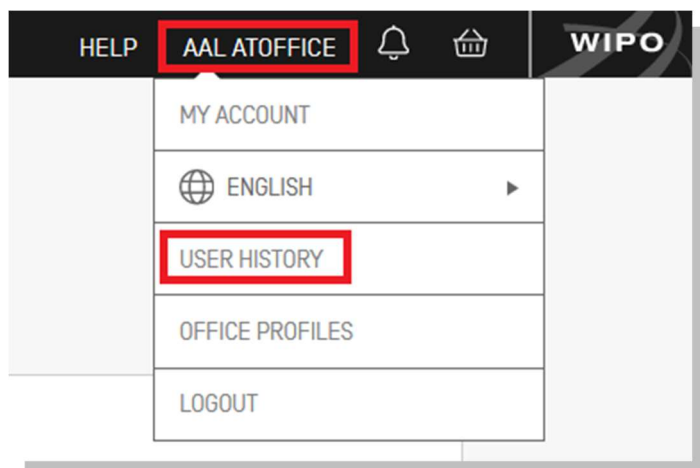 HELP AAL ATOFFICE WIPO
MY ACCOUNT
ENGLISH
USER HISTORY
OFFICE PROFILES
LOGOUT